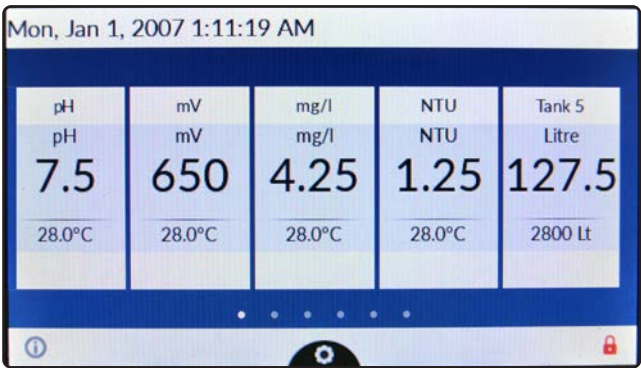 Mon, Jan 1, 2007 1:11:19 AM
pH mV mg/l NTU Tank 5
pH mV mg/l NTU Litre
7.5 650 4.25 1.25 127.5
28.0°C 28.0°C 28.0°C 28.0°C 2800 Lt